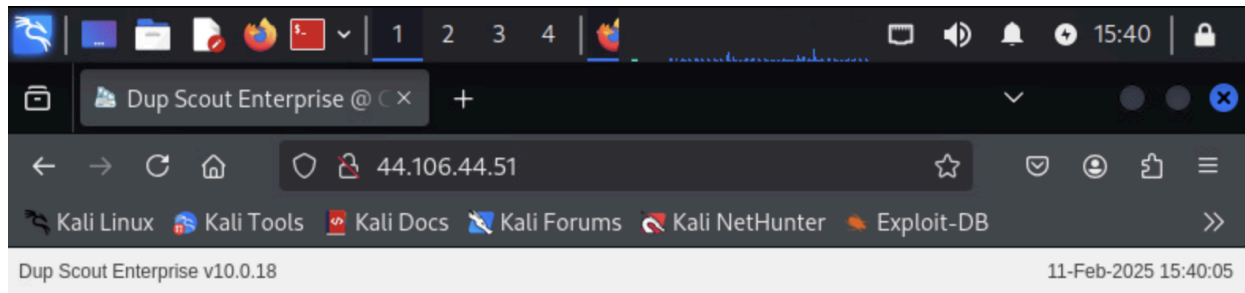 1 2 3 4 15:40
Dup Scout Enterprise @ C
44.106.44.51
Kali Linux Kali Tools Kali Docs Kali Forums Kali NetHunter Exploit-DB
Dup Scout Enterprise v10.0.18 11-Feb-2025 15:40:05